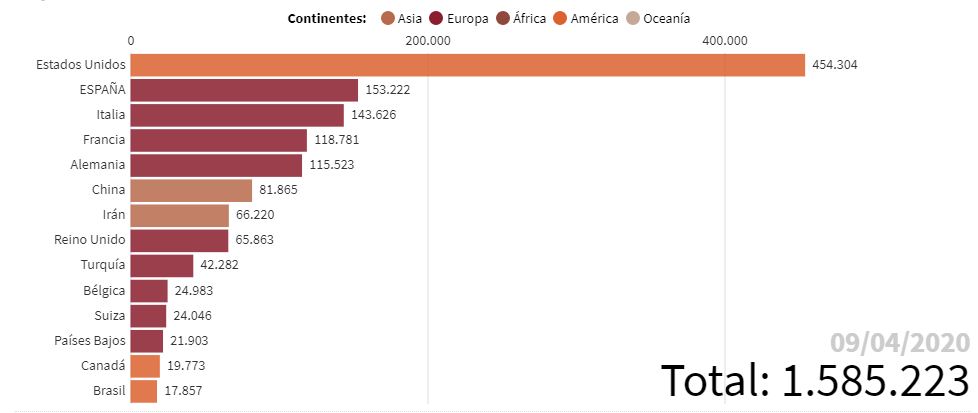 Continentes: Asia Europa África América Oceanía
0 200.000 400.000
Estados Unidos 454.304
ESPAÑA 153.222
Italia 143.626
Francia 118.781
Alemania 115.523
China 81.865
Irán 66.220
Reino Unido 65.863
Turquía 42.282
Bélgica 24.983
Suiza 24.046
Países Bajos 21.903
Canadá 19.773
Brasil 17.857
09/04/2020
Total: 1.585.223